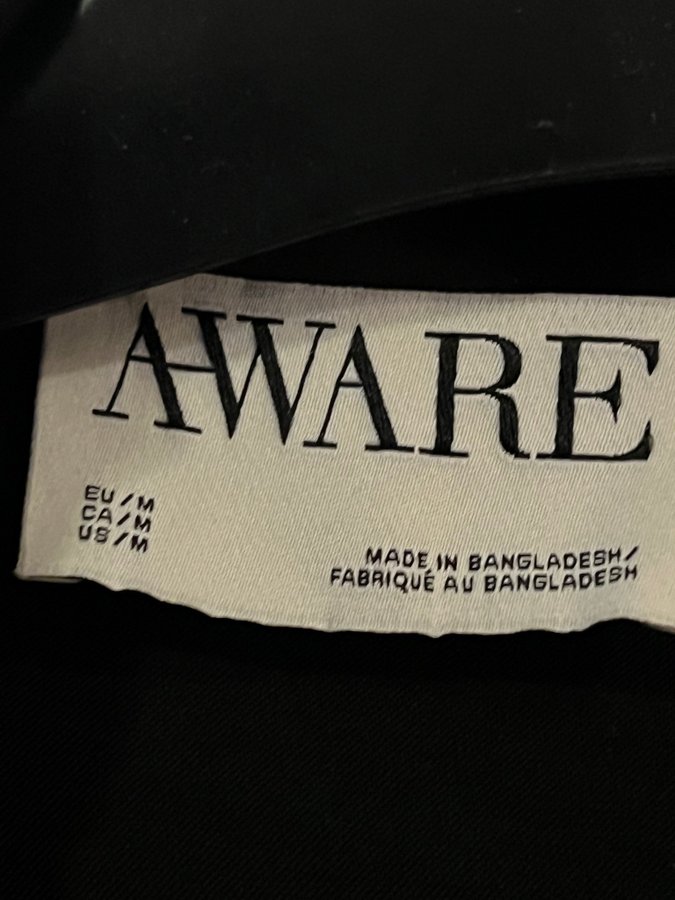 AWARE
EU/M
CA/M
US/M
MADE IN BANGLADESH/
FABRIQUÉ AU BANGLADESH